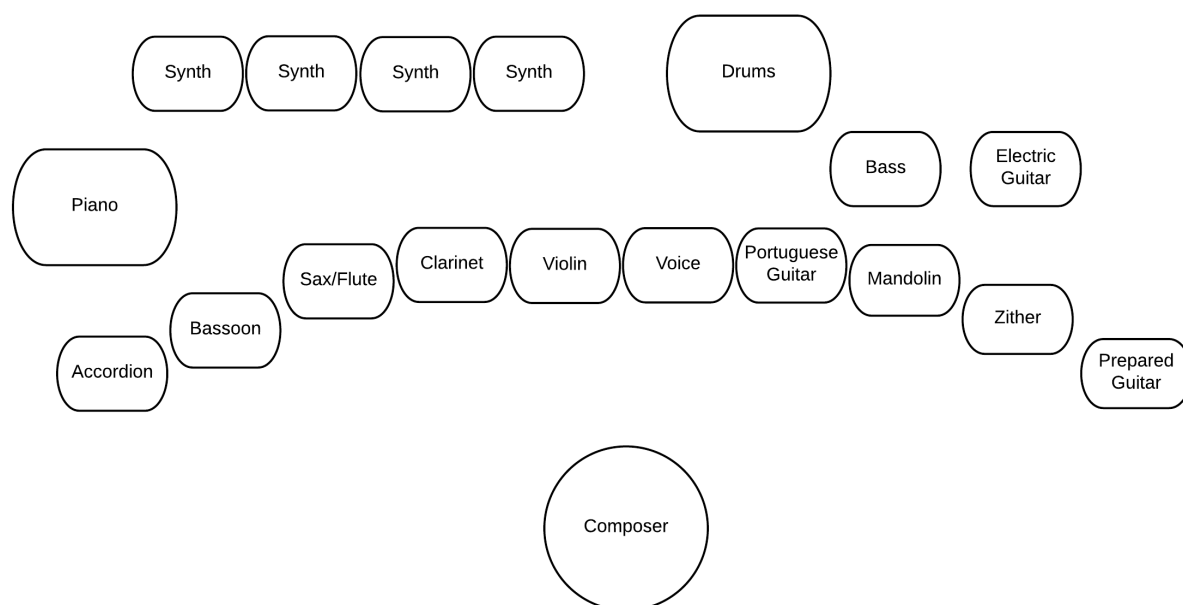 Synth
Synth
Synth
Synth
Drums
Bass
Electric
Guitar
Piano
Sax/Flute
Clarinet
Violin
Voice
Portuguese
Guitar
Mandolin
Zither
Bassoon
Accordion
Prepared
Guitar
Composer